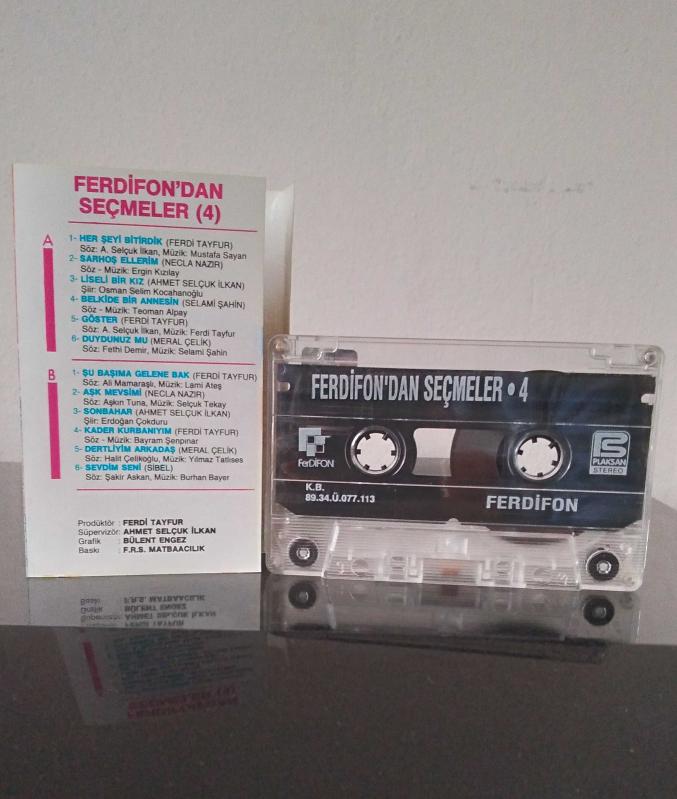 FERDİFON'DAN
SEÇMELER (4)
A
1- HER ŞEYİ BİTİRDİK (FERDİ TAYFUR)
Söz: A. Selçuk İlkan, Müzik: Mustafa Sayan
2- SARHOŞ ELLERİM (NECLA NAZIR)
Söz - Müzik: Ergin Kızılay
3- LİSELİ BİR KIZ (AHMET SELÇUK İLKAN)
Şiir: Osman Selim Kocahanoğlu
4- BELKİDE BİR ANNESİN (SELAMİ ŞAHİN)
Söz - Müzik: Teoman Alpay
5- GÖSTER (FERDİ TAYFUR)
Söz: A. Selçuk İlkan, Müzik: Ferdi Tayfur
6- DUYDUNUZ MU (MERAL ÇELİK)
Söz: Fethi Demir, Müzik: Selami Şahin
B
1- ŞU BAŞIMA GELENE BAK (FERDİ TAYFUR)
Söz: Ali Mamaraşlı, Müzik: Lami Ateş
2- AŞK MEVSİMİ (NECLA NAZIR)
Söz: Aşkın Tuna, Müzik: Selçuk Tekay
3- SONBAHAR (AHMET SELÇUK İLKAN)
Şiir: Erdoğan Çokduru
4- KADER KURBANIYIM (FERDİ TAYFUR)
Söz - Müzik: Bayram Şenpınar
5- DERTLİYİM ARKADAŞ (MERAL ÇELİK)
Söz: Halit Çelikoğlu, Müzik: Yılmaz Tatlıses
6- SEVDİM SENİ (SİBEL)
Söz: Şakir Askan, Müzik: Burhan Bayer
Prodüktör : FERDİ TAYFUR
Süpervizör: AHMET SELÇUK İLKAN
Grafik : BÜLENT ENGEZ
Baskı : F.R.S. MATBAACILIK
FERDİFON'DAN SEÇMELER • 4
FerDİFON
PLAKSAN
STEREO
K.B.
89.34.Ü.077.113
FERDİFON